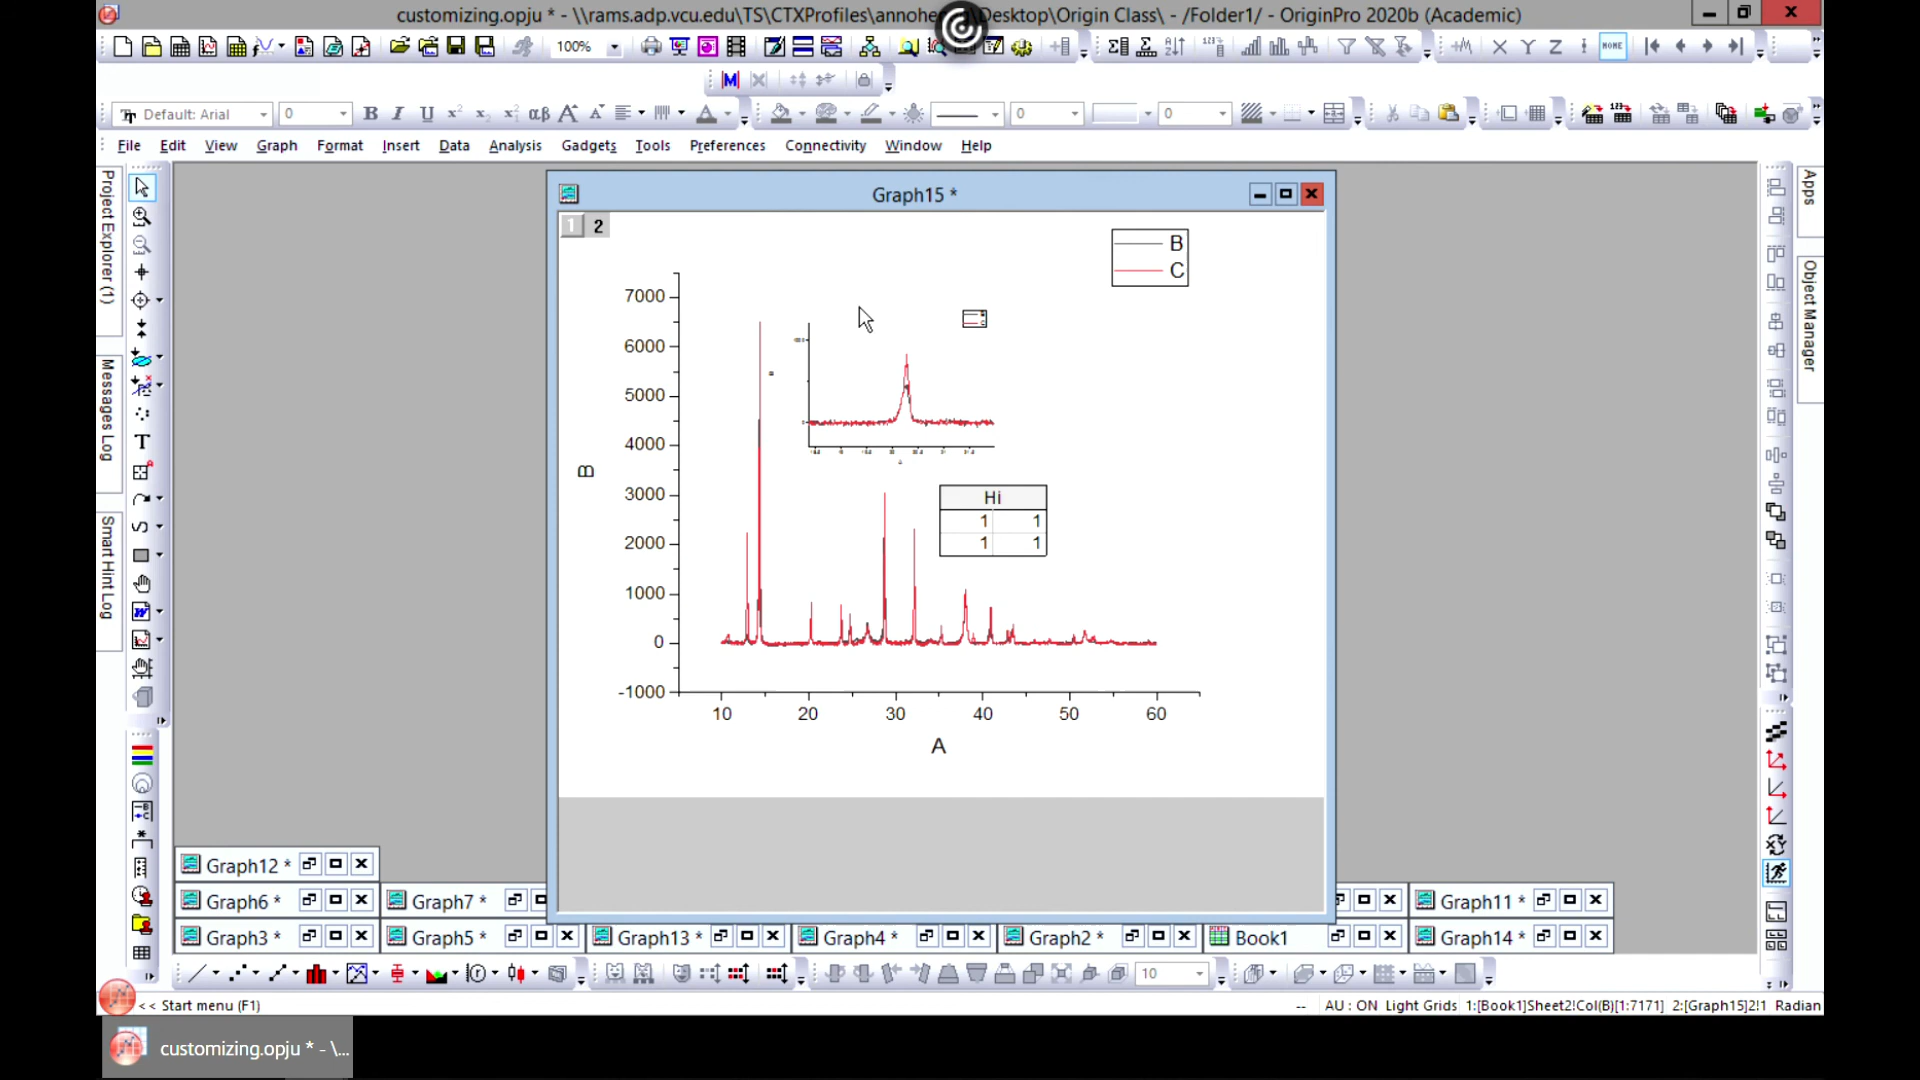 customizing.opju * - \\rams.adp.vcu.edu\TS\CTXProfiles\annohe Desktop\Origin Class\ - /Folder1/ - OriginPro 2020b (Academic)
100%
HOME
Default: Arial 0 B I U αβ A 0 0
File Edit View Graph Format Insert Data Analysis Gadgets Tools Preferences Connectivity Window Help
Project Explorer (1)
Messages Log
Smart Hint Log
Apps
Object Manager
Graph15 *
1 2
B
C
7000
6000
5000
4000
3000
2000
1000
0
-1000
B
Hi
1 1
1 1
10 20 30 40 50 60
A
Graph12 *
Graph6 * Graph7 * Graph11 *
Graph3 * Graph5 * Graph13 * Graph4 * Graph2 * Book1 Graph14 *
10
<< Start menu (F1)
-- AU : ON Light Grids 1:[Book1]Sheet2!Col(B)[1:7171] 2:[Graph15]2!1 Radian
customizing.opju * - \...